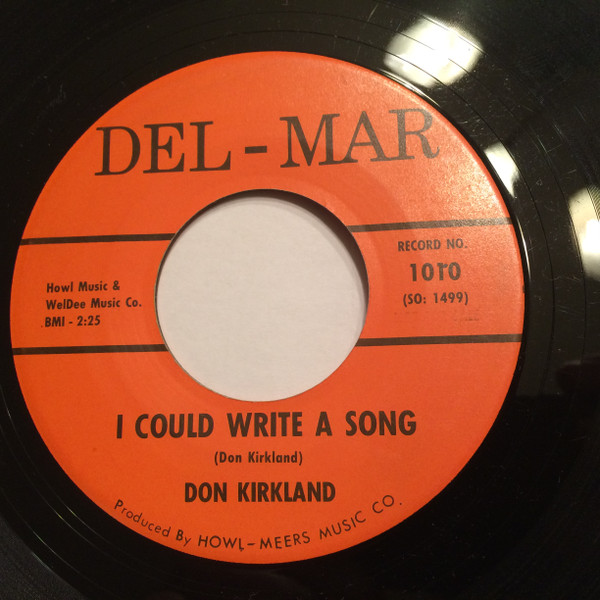 DEL-MAR
RECORD NO.
1010
(SO: 1499)
Howl Music &
WelDee Music Co.
BMI - 2:25
I COULD WRITE A SONG
(Don Kirkland)
DON KIRKLAND
Produced By HOWL-MEERS MUSIC CO.